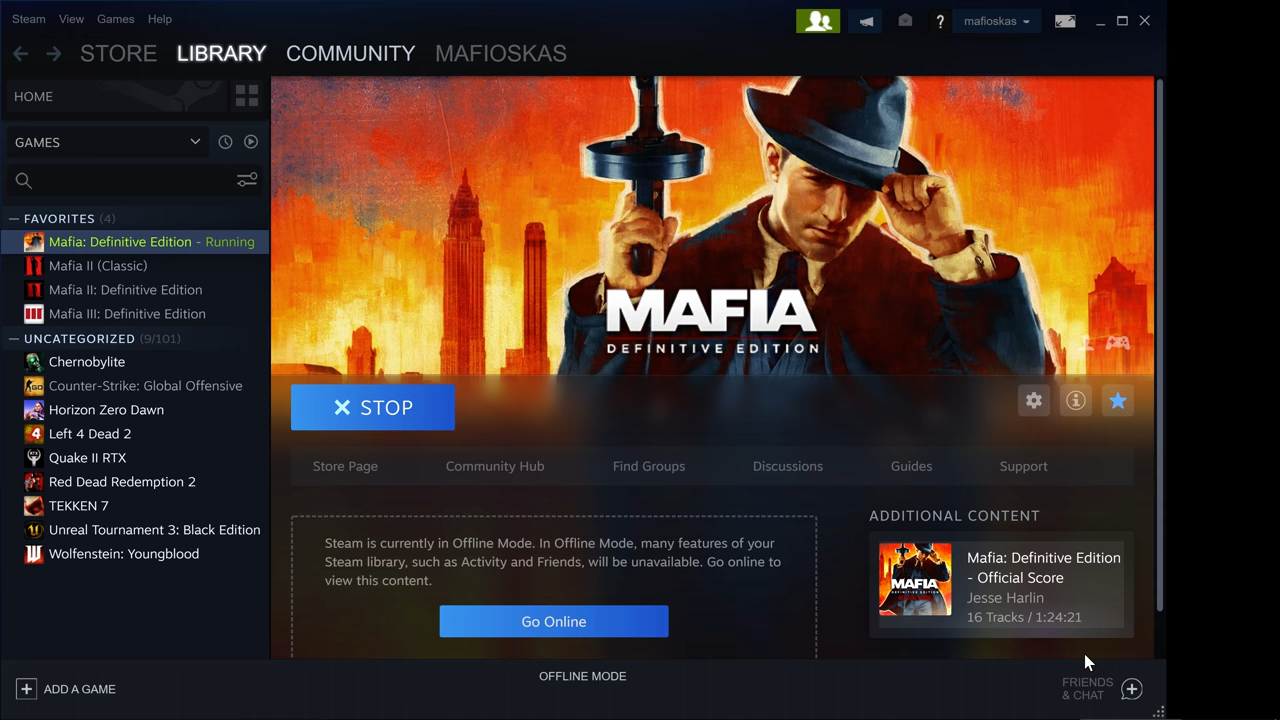 Steam View Games Help
? mafioskas
STORE LIBRARY COMMUNITY MAFIOSKAS
HOME
GAMES
— FAVORITES (4)
Mafia: Definitive Edition - Running
Mafia II (Classic)
Mafia II: Definitive Edition
Mafia III: Definitive Edition
— UNCATEGORIZED (9/101)
Chernobylite
Counter-Strike: Global Offensive
Horizon Zero Dawn
Left 4 Dead 2
Quake II RTX
Red Dead Redemption 2
TEKKEN 7
Unreal Tournament 3: Black Edition
Wolfenstein: Youngblood
MAFIA
DEFINITIVE EDITION
STOP
Store Page Community Hub Find Groups Discussions Guides Support
Steam is currently in Offline Mode. In Offline Mode, many features of your
Steam library, such as Activity and Friends, will be unavailable. Go online to
view this content.
Go Online
ADDITIONAL CONTENT
MAFIA
DEFINITIVE EDITION
Mafia: Definitive Edition
- Official Score
Jesse Harlin
16 Tracks / 1:24:21
ADD A GAME
OFFLINE MODE
FRIENDS
& CHAT